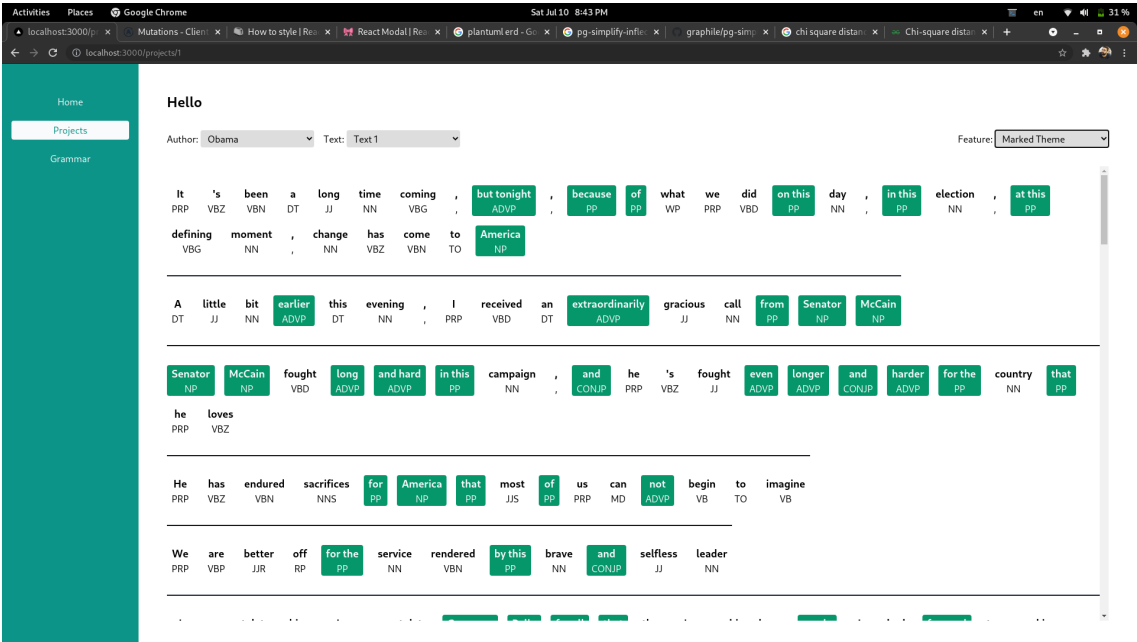 Activities Places Google Chrome Sat Jul 10 8:43 PM en 31 %
localhost:3000/p Mutations - Client How to style | Rea React Modal | Rea plantuml erd - Go pg-simplify-inflec graphile/pg-simp chi square distanc Chi-square distan
localhost:3000/projects/1
Home
Projects
Grammar
Hello
Author: Obama Text: Text 1 Feature: Marked Theme
It 's been a long time coming , but tonight , because of what we did on this day , in this election , at this
PRP VBZ VBN DT JJ NN VBG , ADVP , PP PP WP PRP VBD PP NN , PP NN , PP
defining moment , change has come to America
VBG NN , NN VBZ VBN TO NP
A little bit earlier this evening , I received an extraordinarily gracious call from Senator McCain
DT JJ NN ADVP DT NN , PRP VBD DT ADVP JJ NN PP NP NP
Senator McCain fought long and hard in this campaign , and he 's fought even longer and harder for the country that
NP NP VBD ADVP ADVP PP NN , CONJP PRP VBZ JJ ADVP ADVP CONJP ADVP PP NN PP
he loves
PRP VBZ
He has endured sacrifices for America that most of us can not begin to imagine
PRP VBZ VBN NNS PP NP PP JJS PP PRP MD ADVP VB TO VB
We are better off for the service rendered by this brave and selfless leader
PRP VBP JJR RP PP NN VBN PP NN CONJP JJ NN